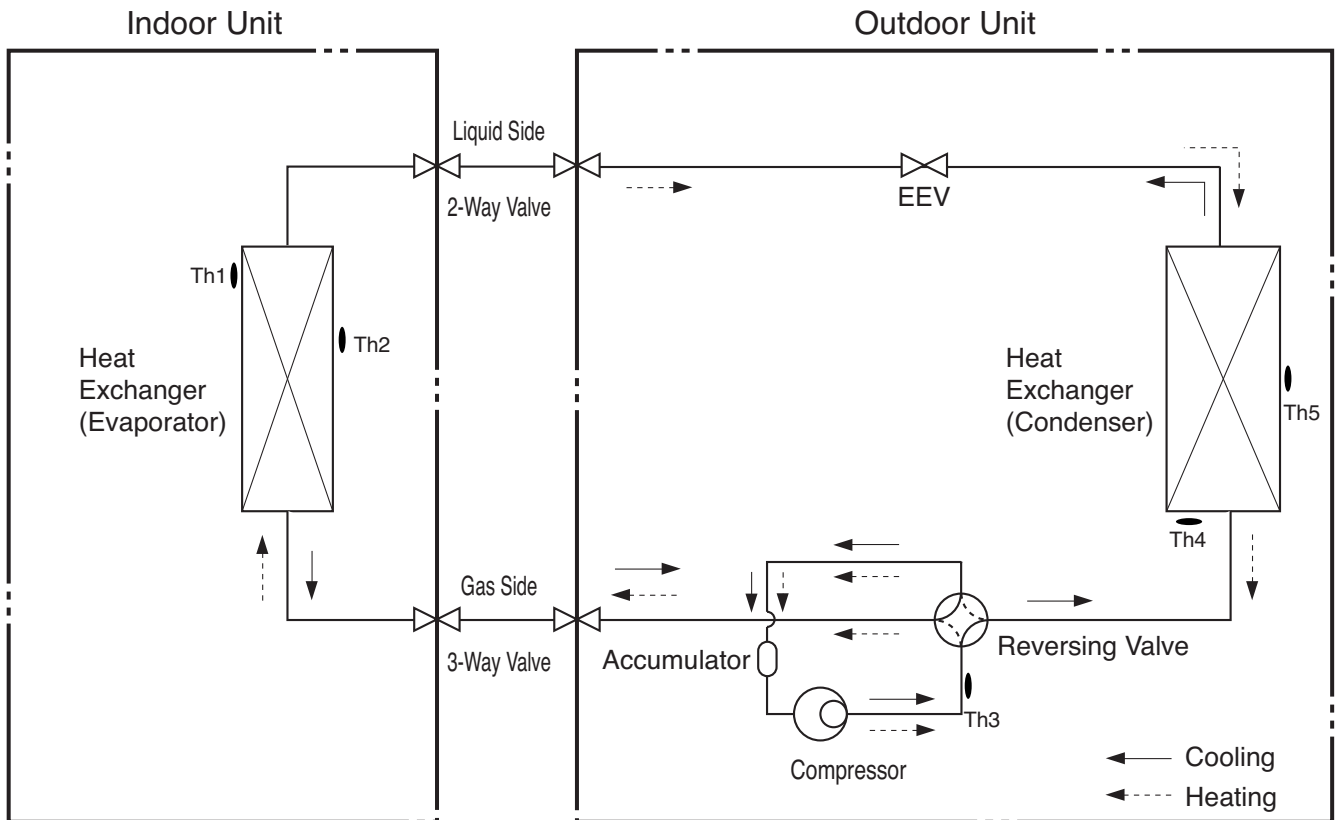 Indoor Unit
Outdoor Unit
Liquid Side
2-Way Valve
EEV
Th1
Th2
Heat
Exchanger
(Evaporator)
Heat
Exchanger
(Condenser)
Th5
Th4
Gas Side
3-Way Valve
Accumulator
Reversing Valve
Th3
Compressor
Cooling
Heating